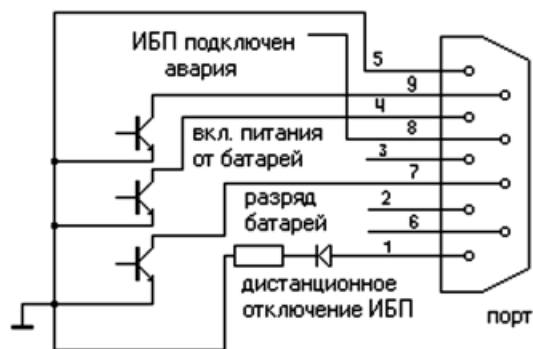 ИБП подключен
авария
5
9
4
8
вкл. питания
от батарей
3
7
разряд
батарей
2
6
1
дистанционное
отключение ИБП
порт